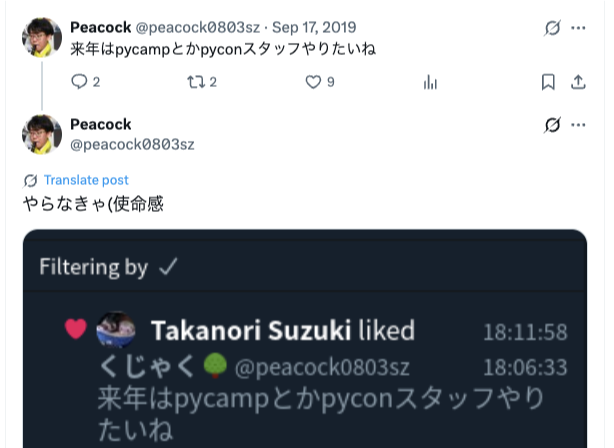 Peacock @peacock0803sz · Sep 17, 2019
来年はpycampとかpyconスタッフやりたいね
2 2 9
Peacock
@peacock0803sz
Translate post
やらなきゃ(使命感
Filtering by ✓
Takanori Suzuki liked 18:11:58
くじゃく🌳 @peacock0803sz 18:06:33
来年はpycampとかpyconスタッフやり
たいね